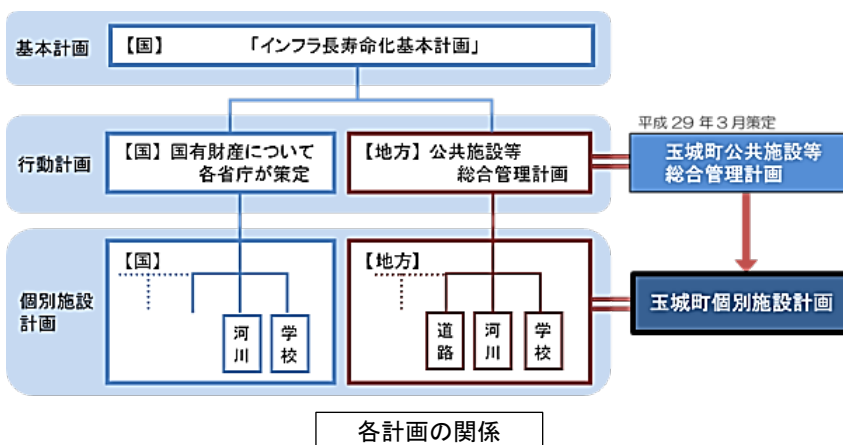 基本計画
【国】 「インフラ長寿命化基本計画」
平成29年3月策定
行動計画
【国】国有財産について
各省庁が策定
【地方】公共施設等
総合管理計画
玉城町公共施設等
総合管理計画
個別施設
計画
【国】
河川
学校
【地方】
道路
河川
学校
玉城町個別施設計画
各計画の関係